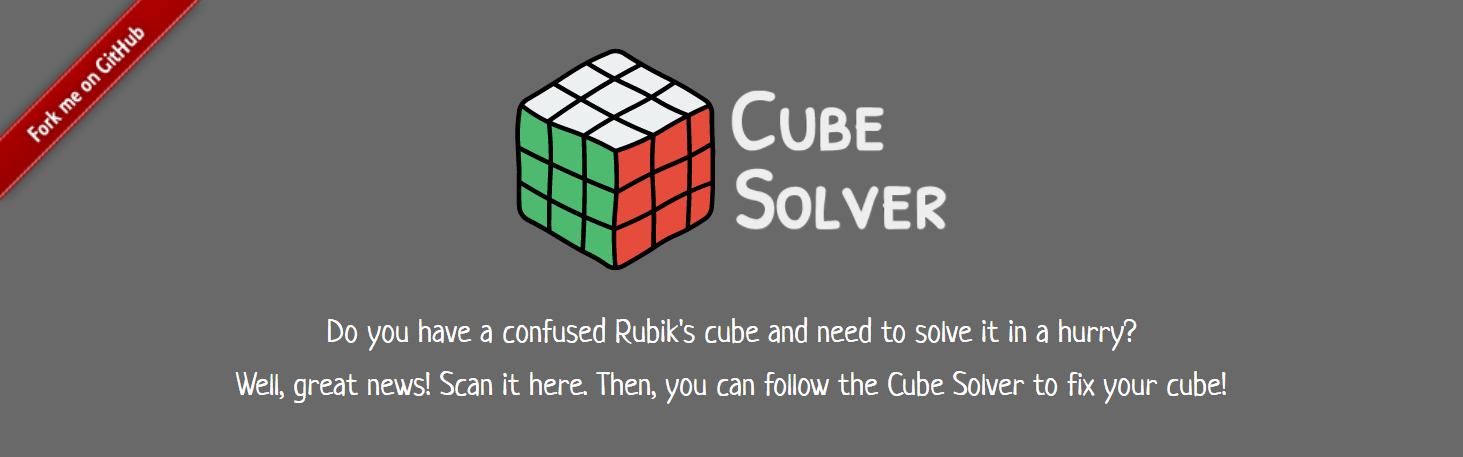 Fork me on GitHub
CUBE
SOLVER
Do you have a confused Rubik's cube and need to solve it in a hurry?
Well, great news! Scan it here. Then, you can follow the Cube Solver to fix your cube!